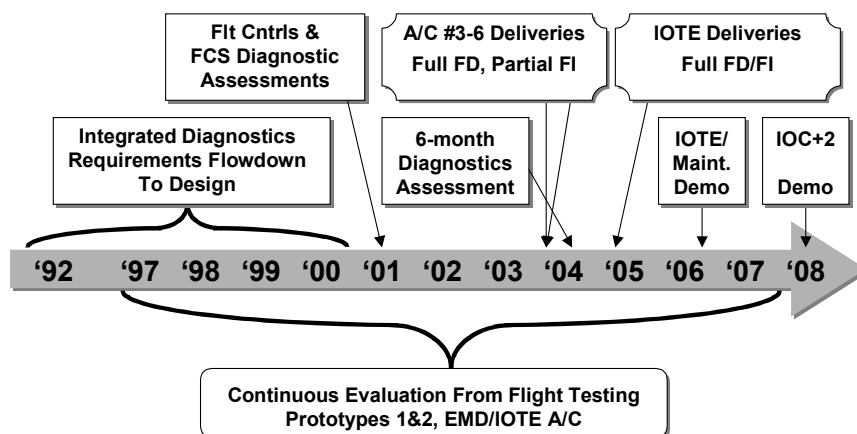 Flt Cntrls &
FCS Diagnostic
Assessments
A/C #3-6 Deliveries
Full FD, Partial FI
IOTE Deliveries
Full FD/FI
Integrated Diagnostics
Requirements Flowdown
To Design
6-month
Diagnostics
Assessment
IOTE/
Maint.
Demo
IOC+2
Demo
‘92 ‘97 ‘98 ‘99 ‘00 ‘01 ‘02 ‘03 ‘04 ‘05 ‘06 ‘07 ‘08
Continuous Evaluation From Flight Testing
Prototypes 1&2, EMD/IOTE A/C